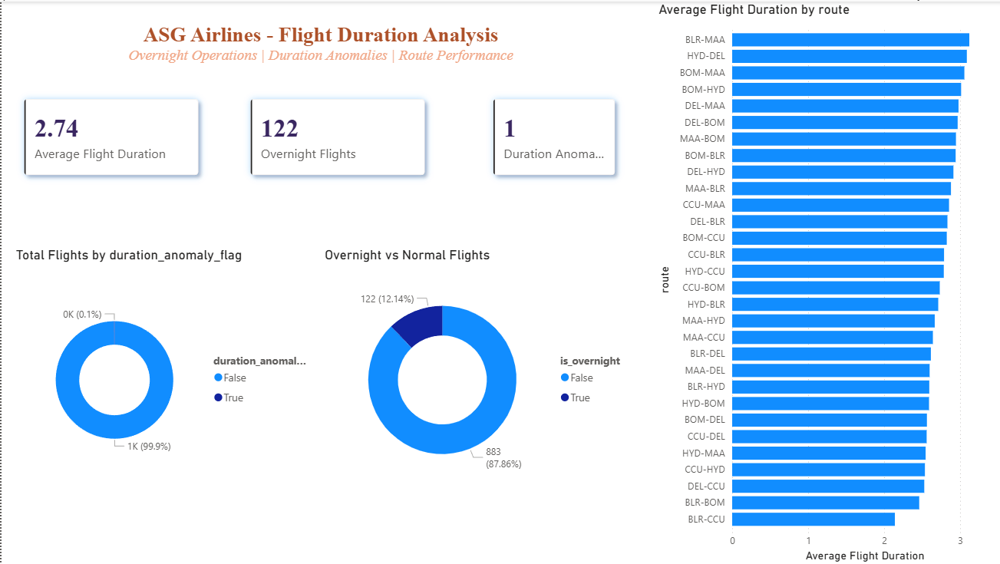 ASG Airlines - Flight Duration Analysis
Overnight Operations | Duration Anomalies | Route Performance
2.74
Average Flight Duration
122
Overnight Flights
1
Duration Anoma...
Total Flights by duration_anomaly_flag
0K (0.1%)
1K (99.9%)
duration_anomal...
False
True
Overnight vs Normal Flights
122 (12.14%)
883
(87.86%)
is_overnight
False
True
Average Flight Duration by route
route
BLR-MAA
HYD-DEL
BOM-MAA
BOM-HYD
DEL-MAA
DEL-BOM
MAA-BOM
BOM-BLR
DEL-HYD
MAA-BLR
CCU-MAA
DEL-BLR
BOM-CCU
CCU-BLR
HYD-CCU
CCU-BOM
HYD-BLR
MAA-HYD
MAA-CCU
BLR-DEL
MAA-DEL
BLR-HYD
HYD-BOM
BOM-DEL
CCU-DEL
HYD-MAA
CCU-HYD
DEL-CCU
BLR-BOM
BLR-CCU
0 1 2 3
Average Flight Duration